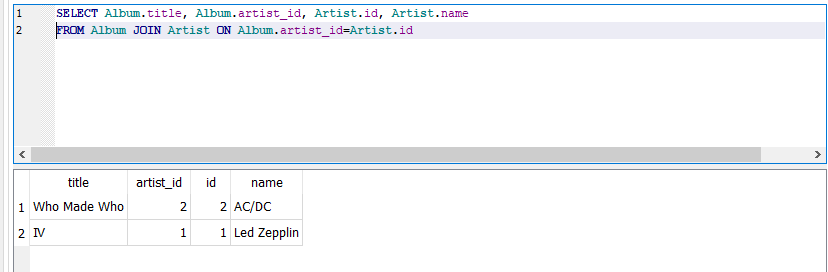 1 SELECT Album.title, Album.artist_id, Artist.id, Artist.name
2 FROM Album JOIN Artist ON Album.artist_id=Artist.id
title artist_id id name
1 Who Made Who 2 2 AC/DC
2 IV 1 1 Led Zepplin